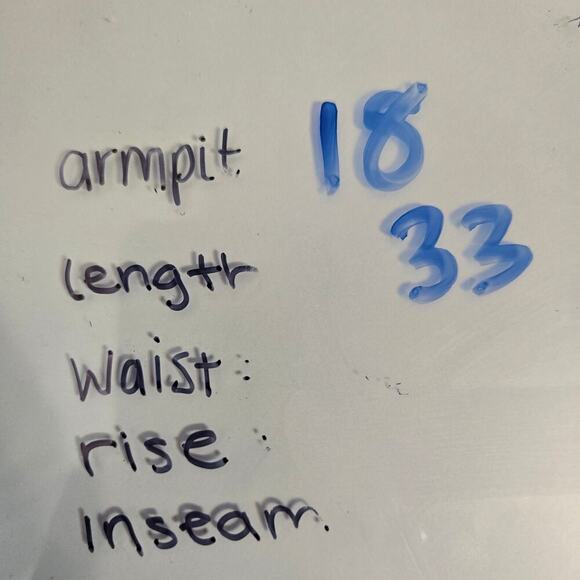 armpit 18
length 33
waist:
rise:
inseam.